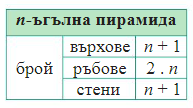 n-ъгълна пирамида
върхове n + 1
брой ръбове 2 . n
стени n + 1